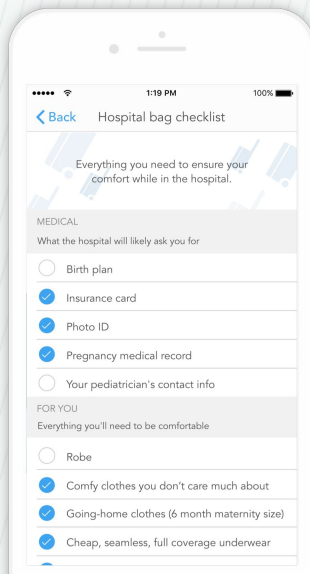 1:19 PM
100%
Back
Hospital bag checklist
Everything you need to ensure your
comfort while in the hospital.
MEDICAL
What the hospital will likely ask you for
Birth plan
Insurance card
Photo ID
Pregnancy medical record
Your pediatrician's contact info
FOR YOU
Everything you'll need to be comfortable
Robe
Comfy clothes you don't care much about
Going-home clothes (6 month maternity size)
Cheap, seamless, full coverage underwear